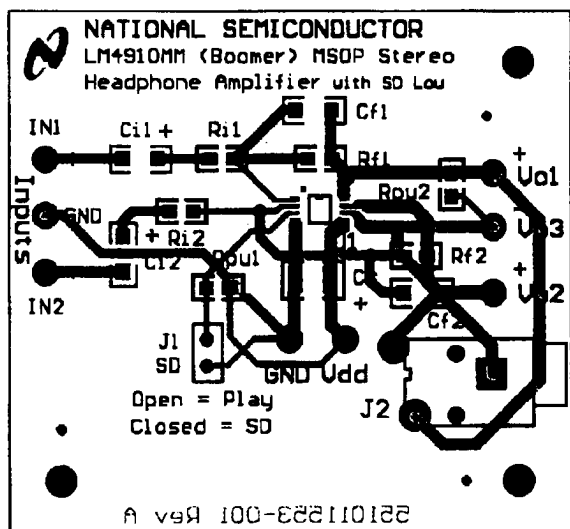 NATIONAL SEMICONDUCTOR
LM4910MM (Boomer) MSOP Stereo
Headphone Amplifier with SD Low
IN1
Ci1 +
Ri1
Cf1
Rf1
+
Vo1
Rpu2
Inputs
GND
+
Ri2
Vo3
Ci2
Rpu1
Rf2
+
Vo2
IN2
+
Cf2
J1
SD
GND Vdd
J2
Open = Play
Closed = SD
551011553-001 Rev A